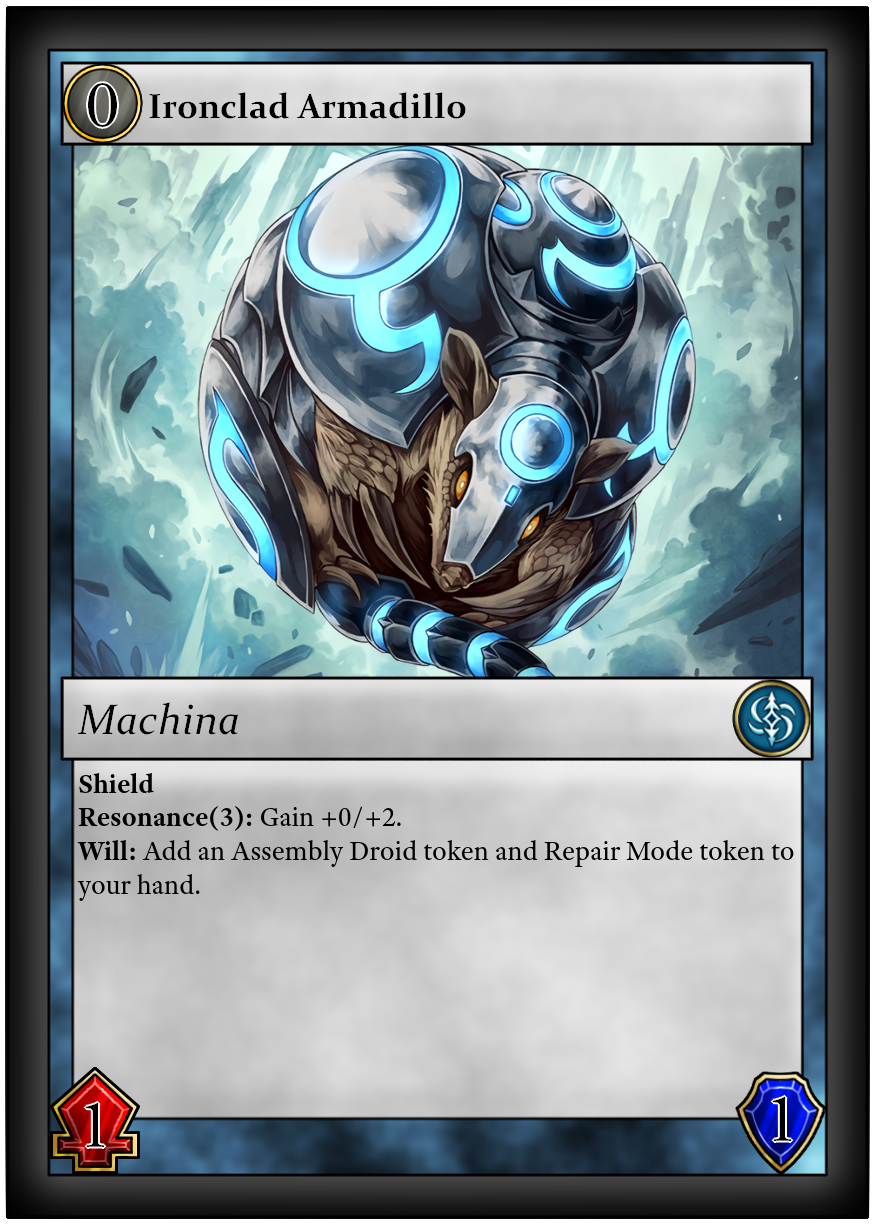 0 Ironclad Armadillo
Machina
Shield
Resonance(3): Gain +0/+2.
Will: Add an Assembly Droid token and Repair Mode token to
your hand.
1 1